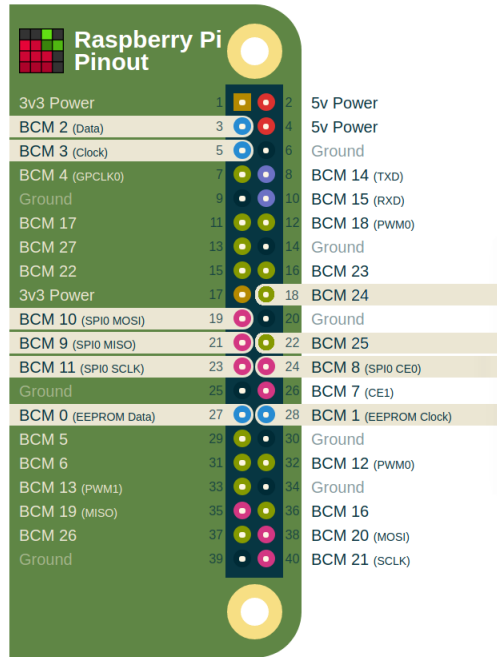 Raspberry Pi
Pinout
3v3 Power 1 2 5v Power
BCM 2 (Data) 3 4 5v Power
BCM 3 (Clock) 5 6 Ground
BCM 4 (GPCLK0) 7 8 BCM 14 (TXD)
Ground 9 10 BCM 15 (RXD)
BCM 17 11 12 BCM 18 (PWM0)
BCM 27 13 14 Ground
BCM 22 15 16 BCM 23
3v3 Power 17 18 BCM 24
BCM 10 (SPI0 MOSI) 19 20 Ground
BCM 9 (SPI0 MISO) 21 22 BCM 25
BCM 11 (SPI0 SCLK) 23 24 BCM 8 (SPI0 CE0)
Ground 25 26 BCM 7 (CE1)
BCM 0 (EEPROM Data) 27 28 BCM 1 (EEPROM Clock)
BCM 5 29 30 Ground
BCM 6 31 32 BCM 12 (PWM0)
BCM 13 (PWM1) 33 34 Ground
BCM 19 (MISO) 35 36 BCM 16
BCM 26 37 38 BCM 20 (MOSI)
Ground 39 40 BCM 21 (SCLK)